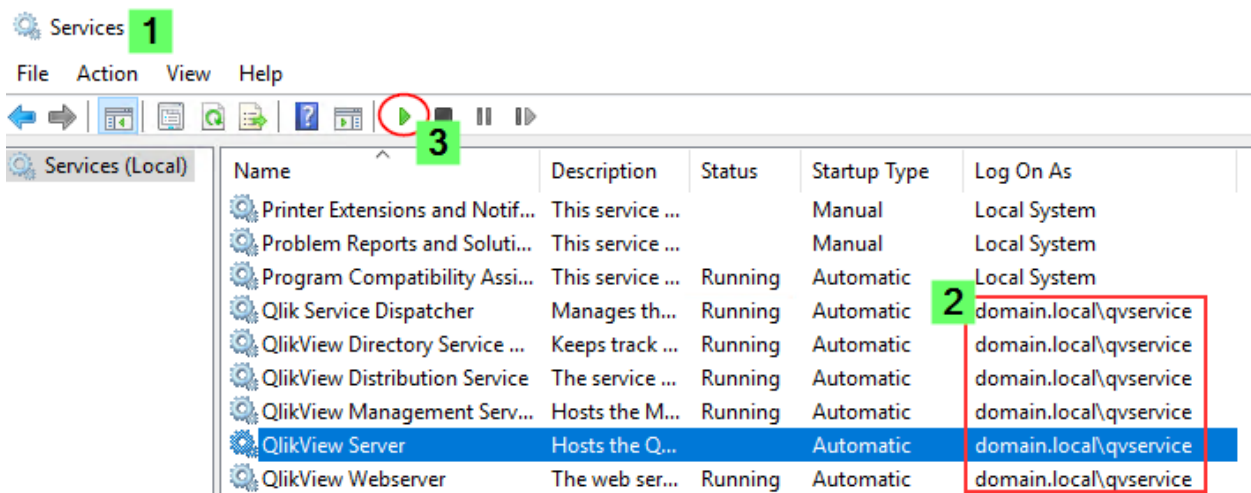 Services 1
File Action View Help
3
Services (Local)
Name Description Status Startup Type Log On As
Printer Extensions and Notif... This service ... Manual Local System
Problem Reports and Soluti... This service ... Manual Local System
Program Compatibility Assi... This service ... Running Automatic Local System
Qlik Service Dispatcher Manages th... Running Automatic 2 domain.local\qvservice
QlikView Directory Service ... Keeps track ... Running Automatic domain.local\qvservice
QlikView Distribution Service The service ... Running Automatic domain.local\qvservice
QlikView Management Serv... Hosts the M... Running Automatic domain.local\qvservice
QlikView Server Hosts the Q... Automatic domain.local\qvservice
QlikView Webserver The web ser... Running Automatic domain.local\qvservice